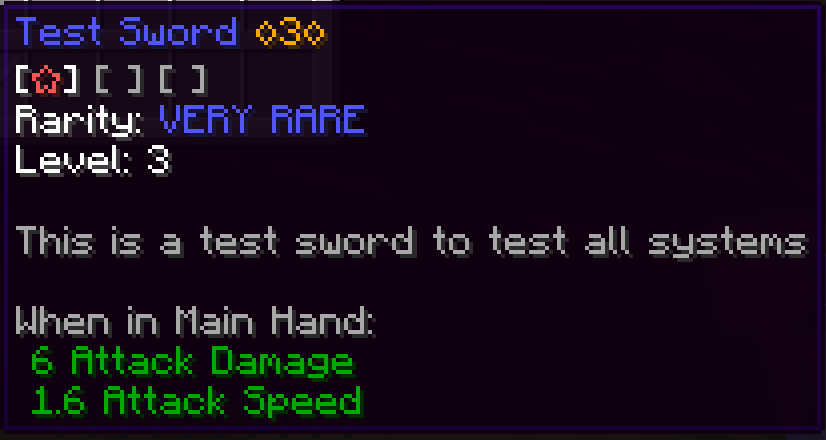 Test Sword ◇3◇
[✩] [ ] [ ]
Rarity: VERY RARE
Level: 3
This is a test sword to test all systems
When in Main Hand:
6 Attack Damage
1.6 Attack Speed